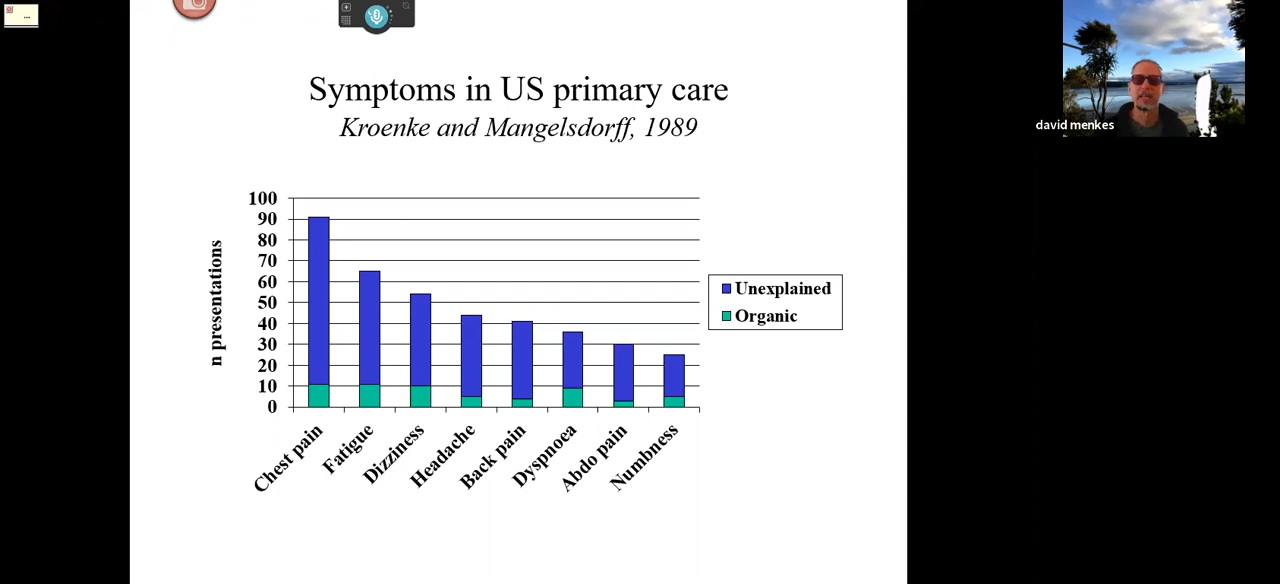 ...
Symptoms in US primary care
Kroenke and Mangelsdorff, 1989
david menkes
n presentations
100
90
80
70
60
50
40
30
20
10
0
Chest pain
Fatigue
Dizziness
Headache
Back pain
Dyspnoea
Abdo pain
Numbness
Unexplained
Organic